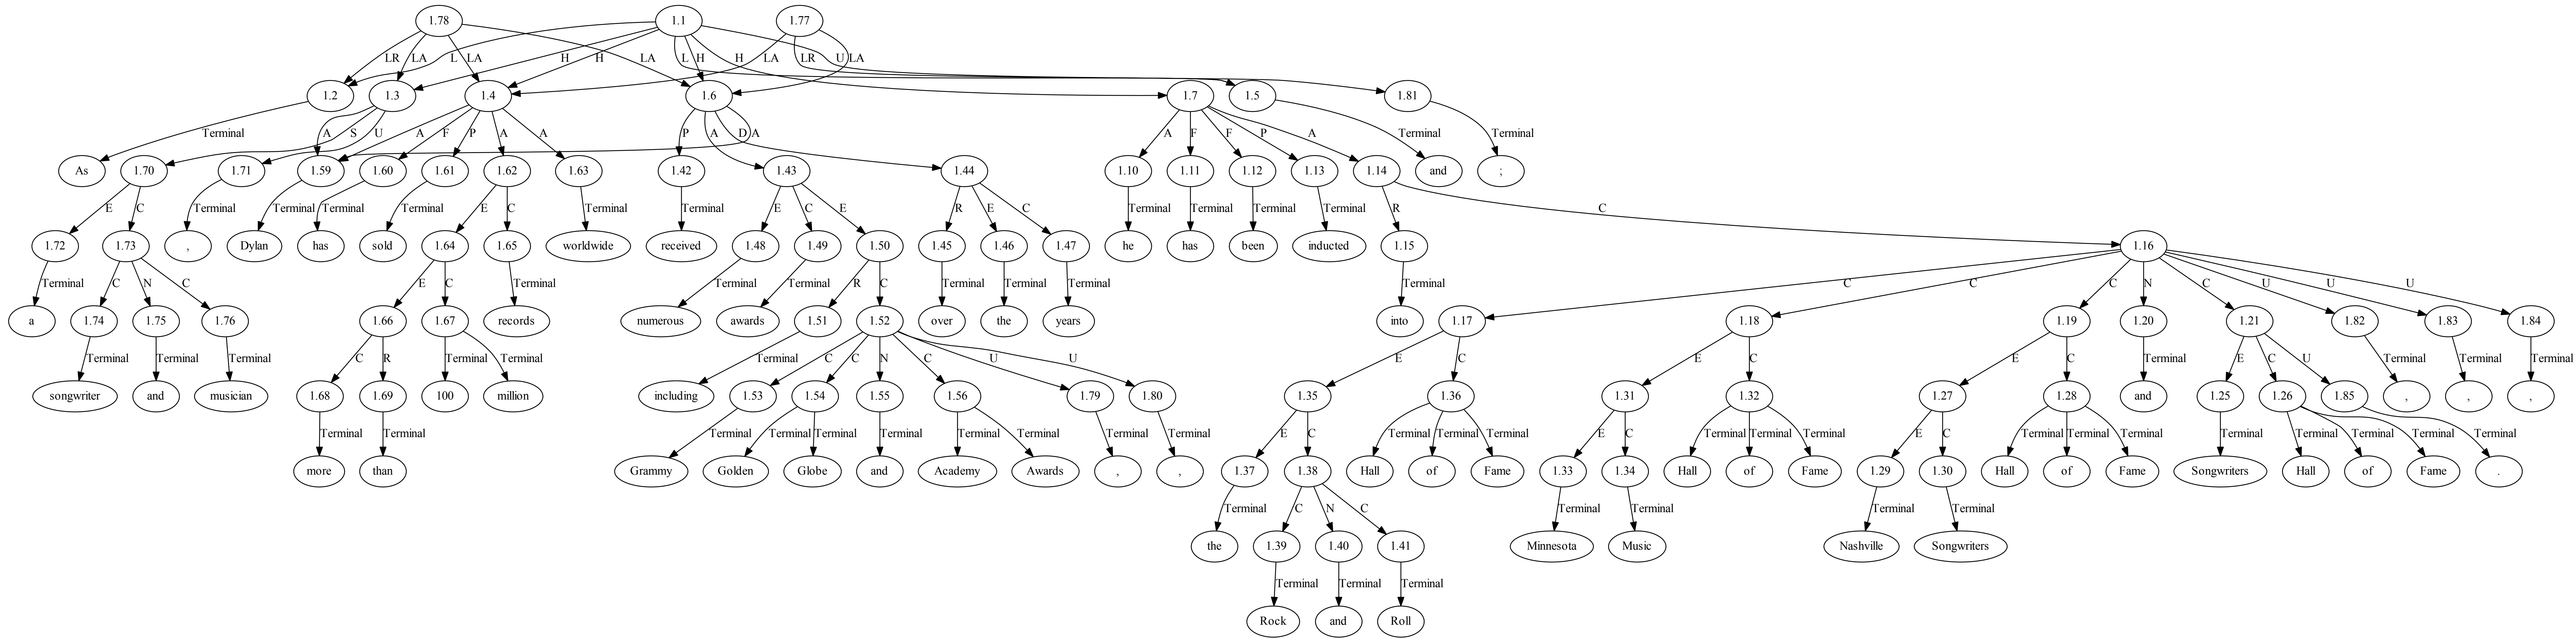 1.78 1.1 1.77
LR LA LA LA L H H L H H U LA LR LA
1.2 1.3 1.4 1.6 1.7 1.5 1.81
Terminal A S U A F P A A P A D A A F F P A Terminal Terminal
As 1.70 1.71 1.59 1.60 1.61 1.62 1.63 1.42 1.43 1.44 1.10 1.11 1.12 1.13 1.14 and ;
E C Terminal Terminal Terminal Terminal E C Terminal Terminal E C E R E C Terminal Terminal Terminal Terminal R C
1.72 1.73 , Dylan has sold 1.64 1.65 worldwide received 1.48 1.49 1.50 1.45 1.46 1.47 he has been inducted 1.15 1.16
Terminal C N C E C Terminal Terminal Terminal R C Terminal Terminal Terminal Terminal C C C N C U U U
a 1.74 1.75 1.76 1.66 1.67 records numerous awards 1.51 1.52 over the years into 1.17 1.18 1.19 1.20 1.21 1.82 1.83 1.84
Terminal Terminal Terminal C R Terminal Terminal Terminal C C N C U U E C E C E C Terminal E C U Terminal Terminal Terminal
songwriter and musician 1.68 1.69 100 million including 1.53 1.54 1.55 1.56 1.79 1.80 1.35 1.36 1.31 1.32 1.27 1.28 and 1.25 1.26 1.85 , , ,
Terminal Terminal Terminal Terminal Terminal Terminal Terminal Terminal Terminal Terminal E C Terminal Terminal Terminal E C Terminal Terminal Terminal E C Terminal Terminal Terminal Terminal Terminal Terminal Terminal Terminal
more than Grammy Golden Globe and Academy Awards , , 1.37 1.38 Hall of Fame 1.33 1.34 Hall of Fame 1.29 1.30 Hall of Fame Songwriters Hall of Fame .
Terminal C N C Terminal Terminal Terminal Terminal
the 1.39 1.40 1.41 Minnesota Music Nashville Songwriters
Terminal Terminal Terminal
Rock and Roll